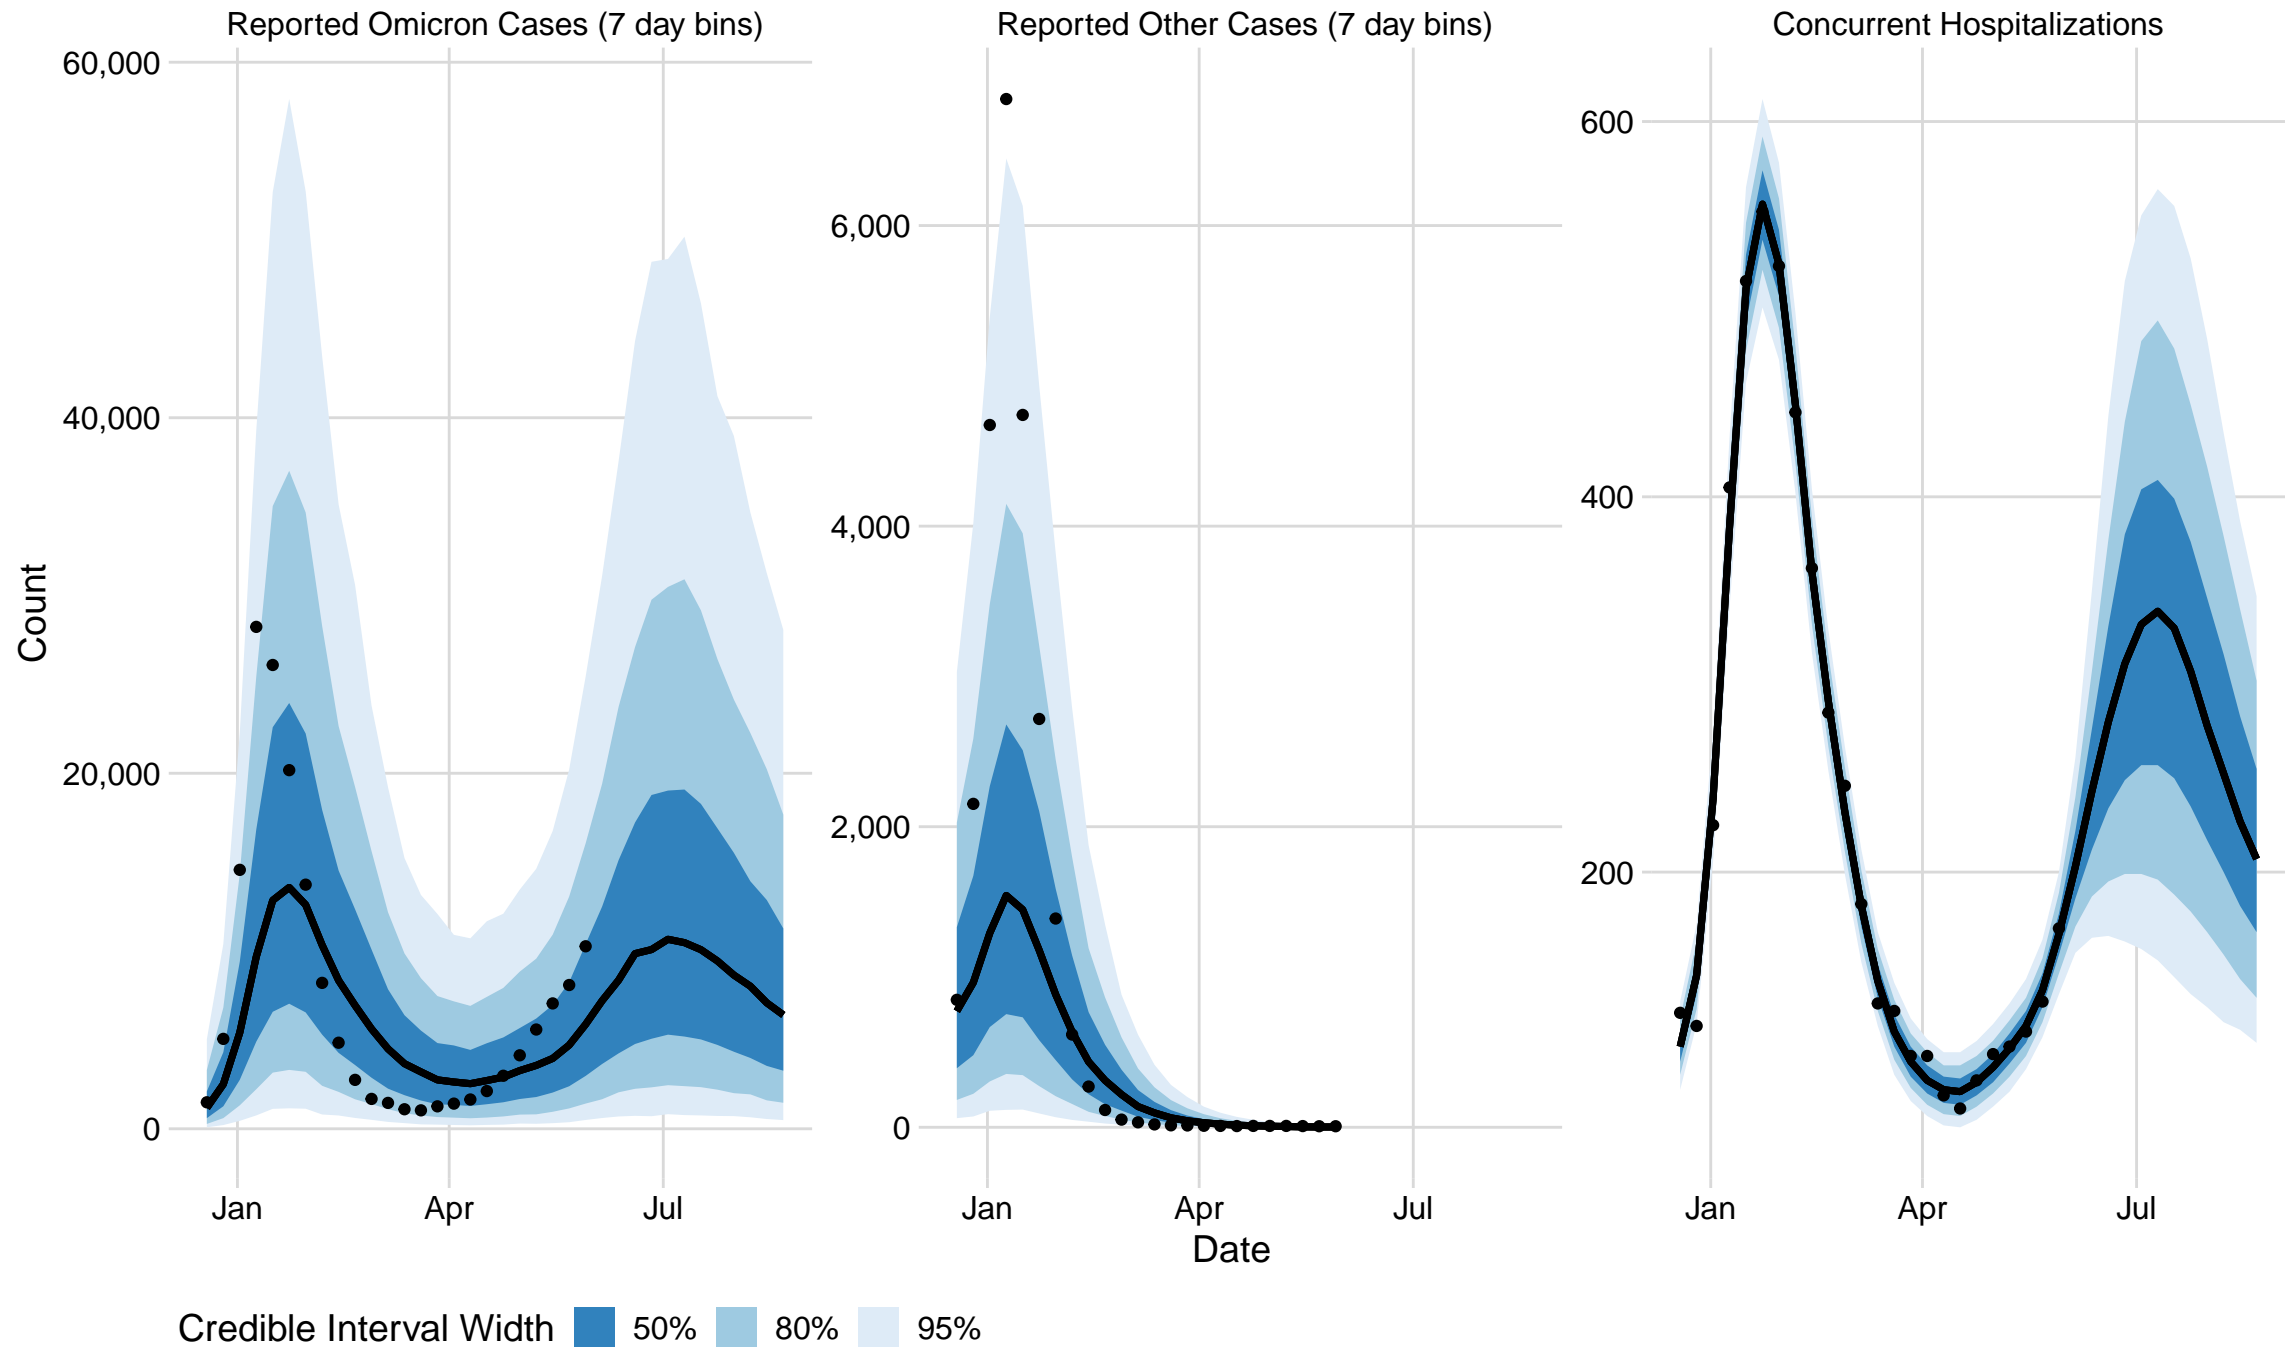 Reported Omicron Cases (7 day bins)
Reported Other Cases (7 day bins)
Concurrent Hospitalizations
Count
60,000
40,000
20,000
0
6,000
4,000
2,000
0
600
400
200
Jan Apr Jul
Jan Apr Jul
Jan Apr Jul
Date
Credible Interval Width 50% 80% 95%